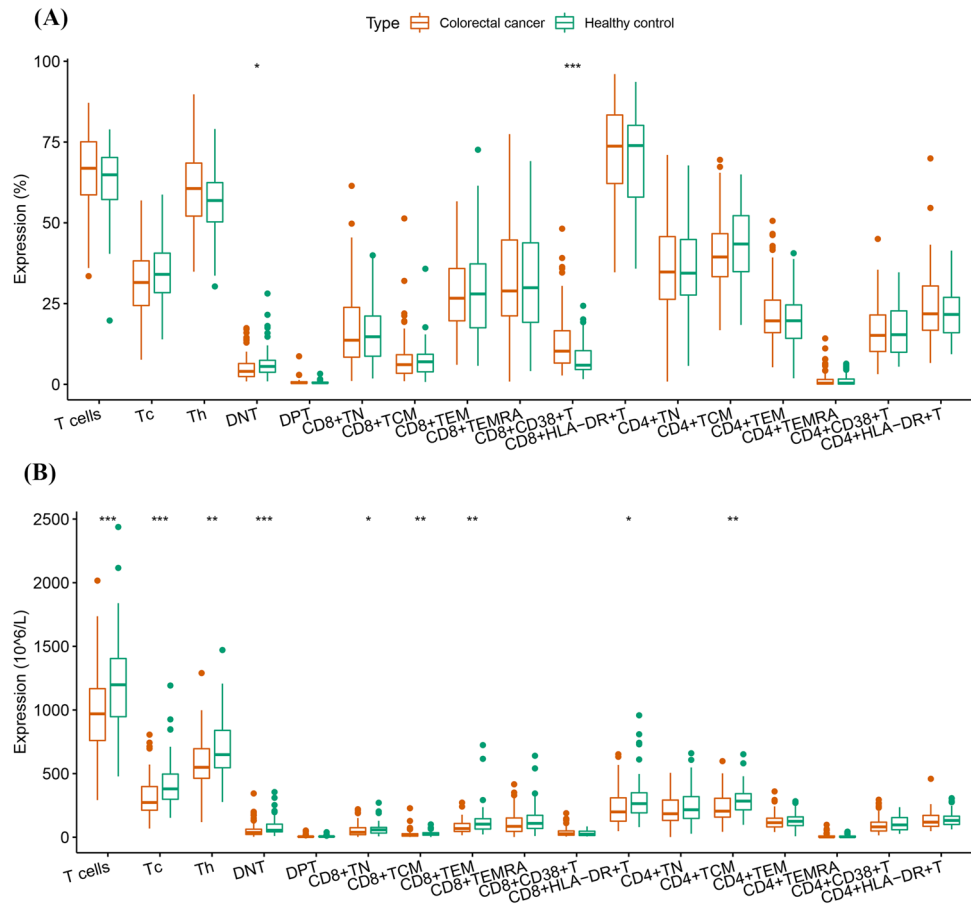 (A)
Type Colorectal cancer Healthy control
* ***
100
75
50
25
0
Expression (%)
T cells Tc Th DNT DPT CD8+TN CD8+TCM CD8+TEM CD8+TEMRA CD8+CD38+T CD8+HLA−DR+T CD4+TN CD4+TCM CD4+TEM CD4+TEMRA CD4+CD38+T CD4+HLA−DR+T
(B)
*** *** ** *** * ** ** * **
2500
2000
1500
1000
500
0
Expression (10^6/L)
T cells Tc Th DNT DPT CD8+TN CD8+TCM CD8+TEM CD8+TEMRA CD8+CD38+T CD8+HLA−DR+T CD4+TN CD4+TCM CD4+TEM CD4+TEMRA CD4+CD38+T CD4+HLA−DR+T